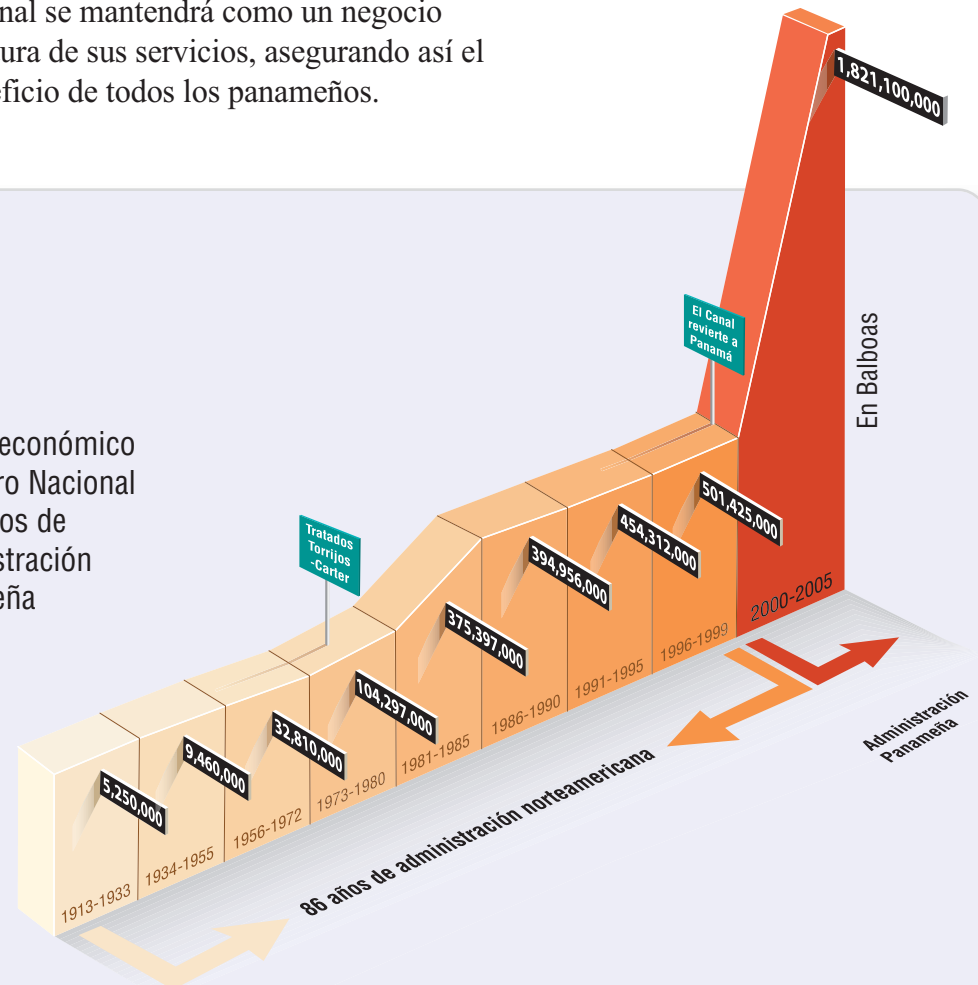 nal se mantendrá como un negocio
ura de sus servicios, asegurando así el
eficio de todos los panameños.
1,821,100,000
En Balboas
El Canal
revierte a
Panamá
económico
ro Nacional
os de
stración
eña
Tratados
Torrijos
-Carter
5,250,000
9,460,000
32,810,000
104,297,000
375,397,000
394,956,000
454,312,000
501,425,000
1913-1933
1934-1955
1956-1972
1973-1980
1981-1985
1986-1990
1991-1995
1996-1999
2000-2005
86 años de administración norteamericana
Administración
Panameña